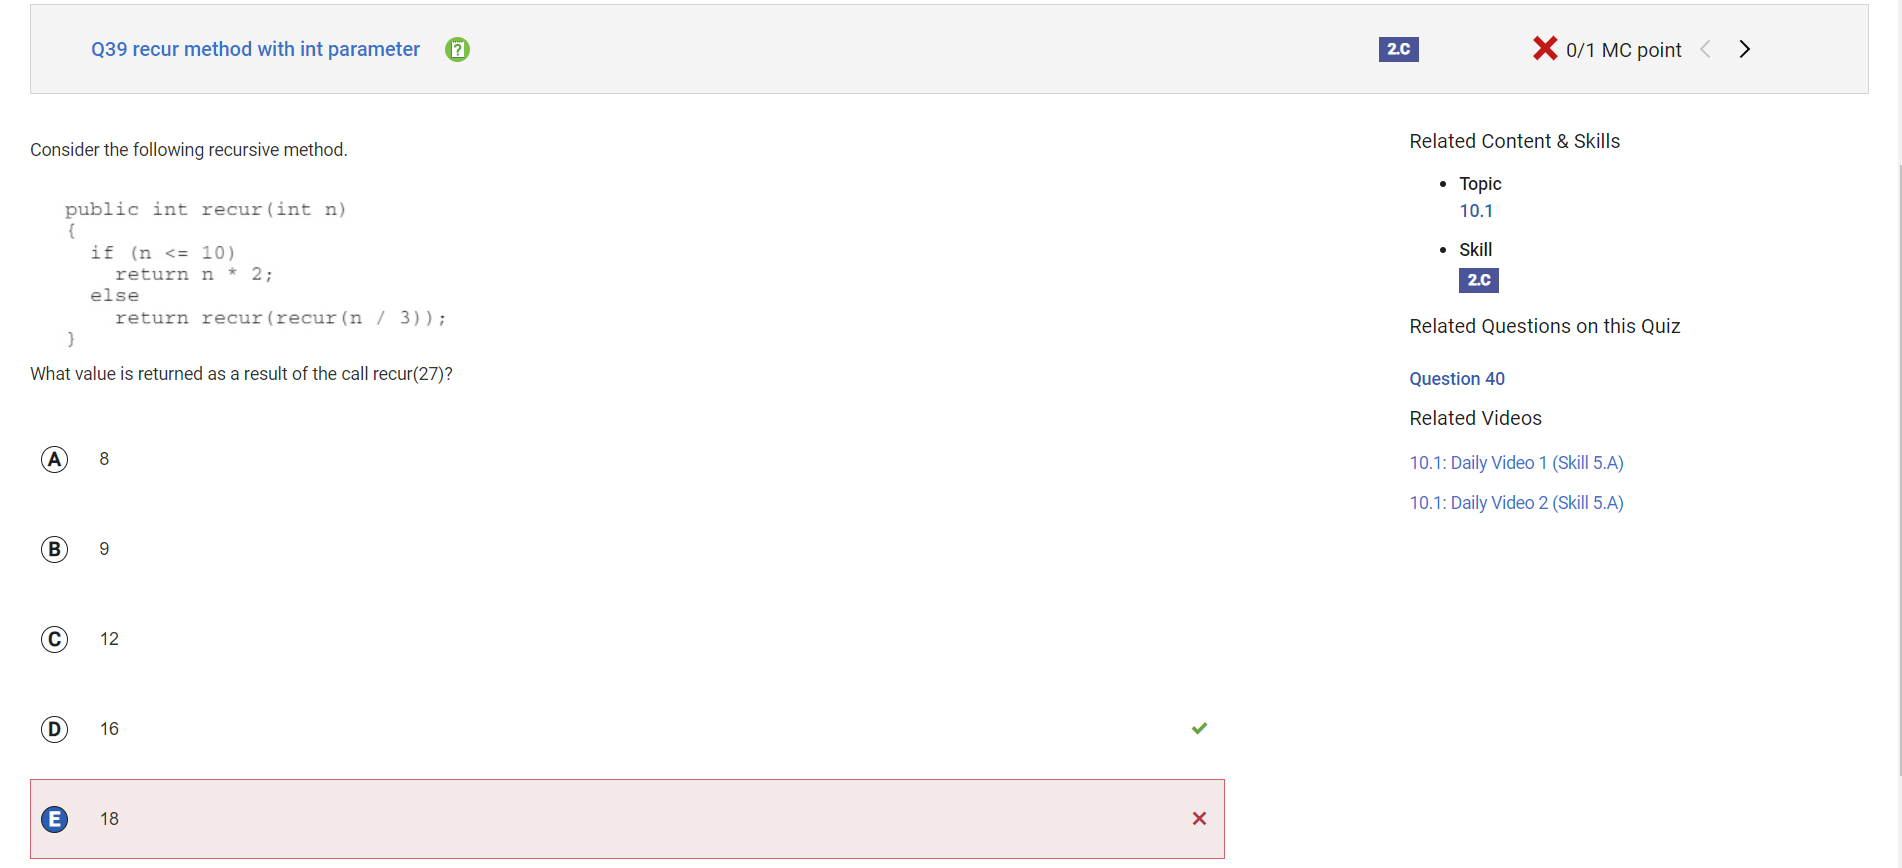 Q39 recur method with int parameter ?
2.C
0/1 MC point
Consider the following recursive method.
public int recur(int n)
{
if (n <= 10)
return n * 2;
else
return recur(recur(n / 3));
}
What value is returned as a result of the call recur(27)?
A 8
B 9
C 12
D 16
E 18
Related Content & Skills
• Topic
10.1
• Skill
2.C
Related Questions on this Quiz
Question 40
Related Videos
10.1: Daily Video 1 (Skill 5.A)
10.1: Daily Video 2 (Skill 5.A)